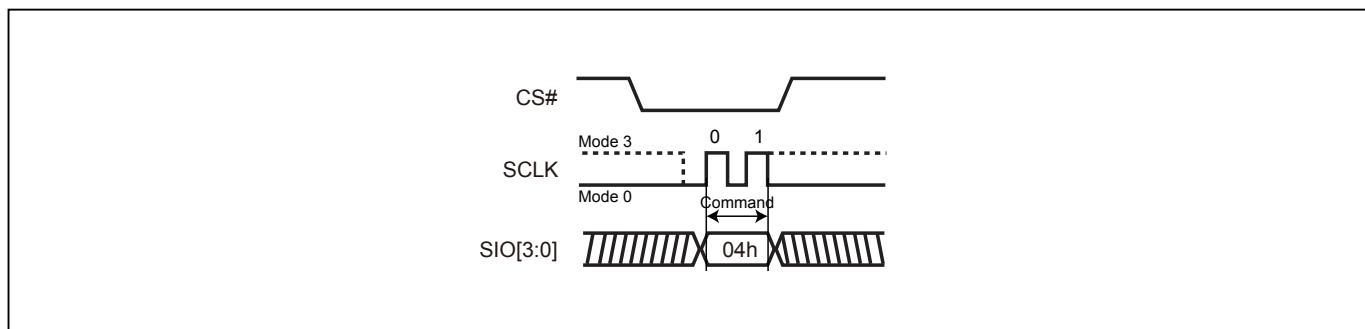 CS#
Mode 3
0 1
SCLK
Mode 0
Command
SIO[3:0]
04h